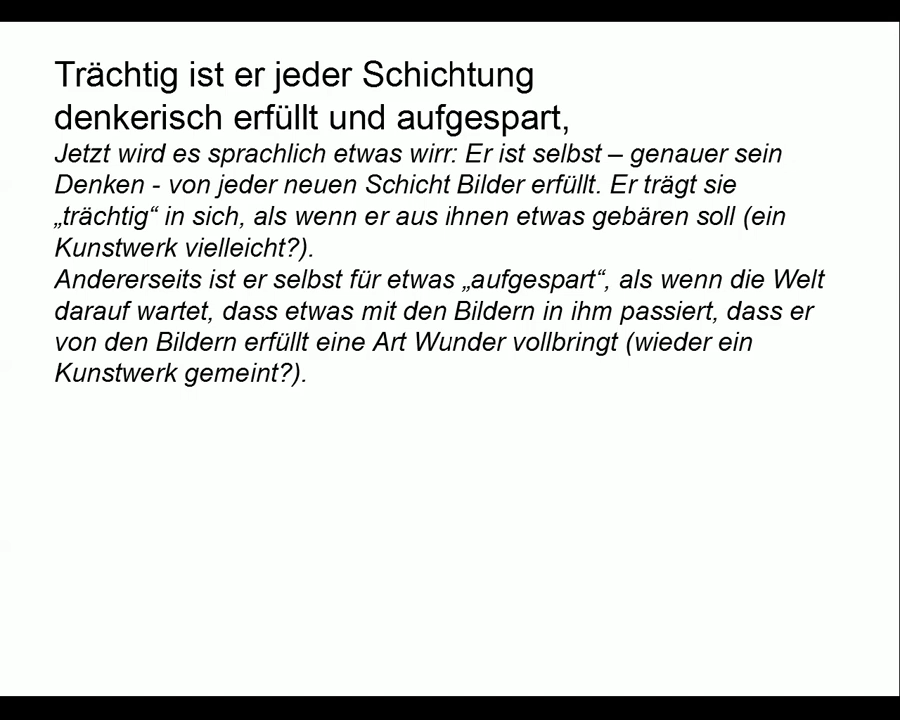 Trächtig ist er jeder Schichtung
denkerisch erfüllt und aufgespart,
Jetzt wird es sprachlich etwas wirr: Er ist selbst – genauer sein
Denken - von jeder neuen Schicht Bilder erfüllt. Er trägt sie
„trächtig“ in sich, als wenn er aus ihnen etwas gebären soll (ein
Kunstwerk vielleicht?).
Andererseits ist er selbst für etwas „aufgespart“, als wenn die Welt
darauf wartet, dass etwas mit den Bildern in ihm passiert, dass er
von den Bildern erfüllt eine Art Wunder vollbringt (wieder ein
Kunstwerk gemeint?).